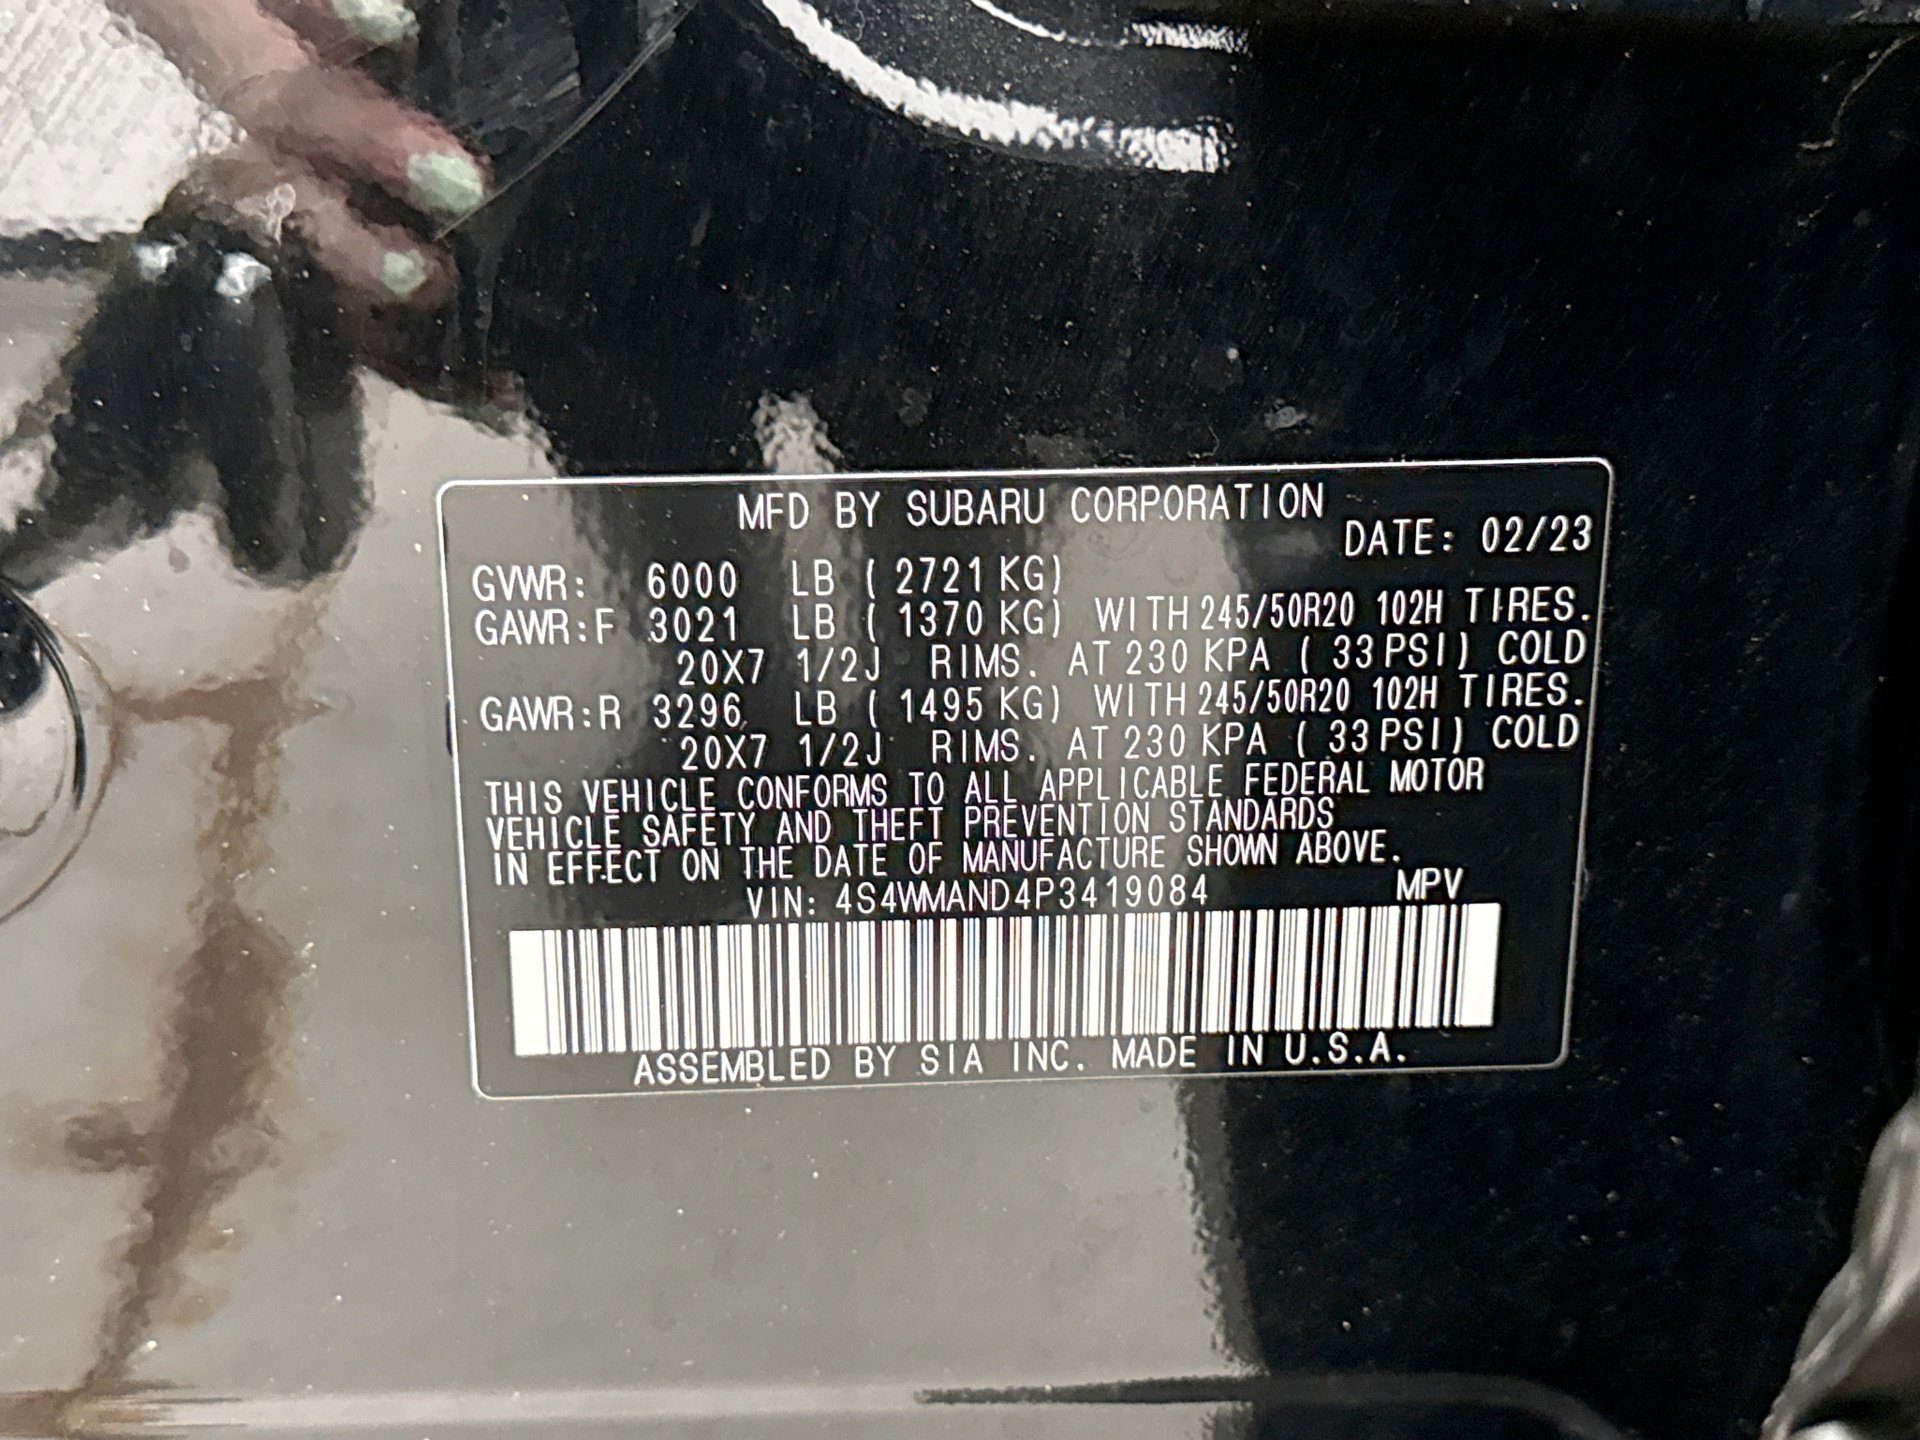 MFD BY SUBARU CORPORATION
DATE: 02/23
GVWR: 6000 LB ( 2721 KG)
GAWR:F 3021 LB ( 1370 KG) WITH 245/50R20 102H TIRES.
20X7 1/2J RIMS. AT 230 KPA ( 33 PSI) COLD
GAWR:R 3296 LB ( 1495 KG) WITH 245/50R20 102H TIRES.
20X7 1/2J RIMS. AT 230 KPA ( 33 PSI) COLD
THIS VEHICLE CONFORMS TO ALL APPLICABLE FEDERAL MOTOR
VEHICLE SAFETY AND THEFT PREVENTION STANDARDS
IN EFFECT ON THE DATE OF MANUFACTURE SHOWN ABOVE.
VIN: 4S4WMAND4P3419084 MPV
ASSEMBLED BY SIA INC. MADE IN U.S.A.